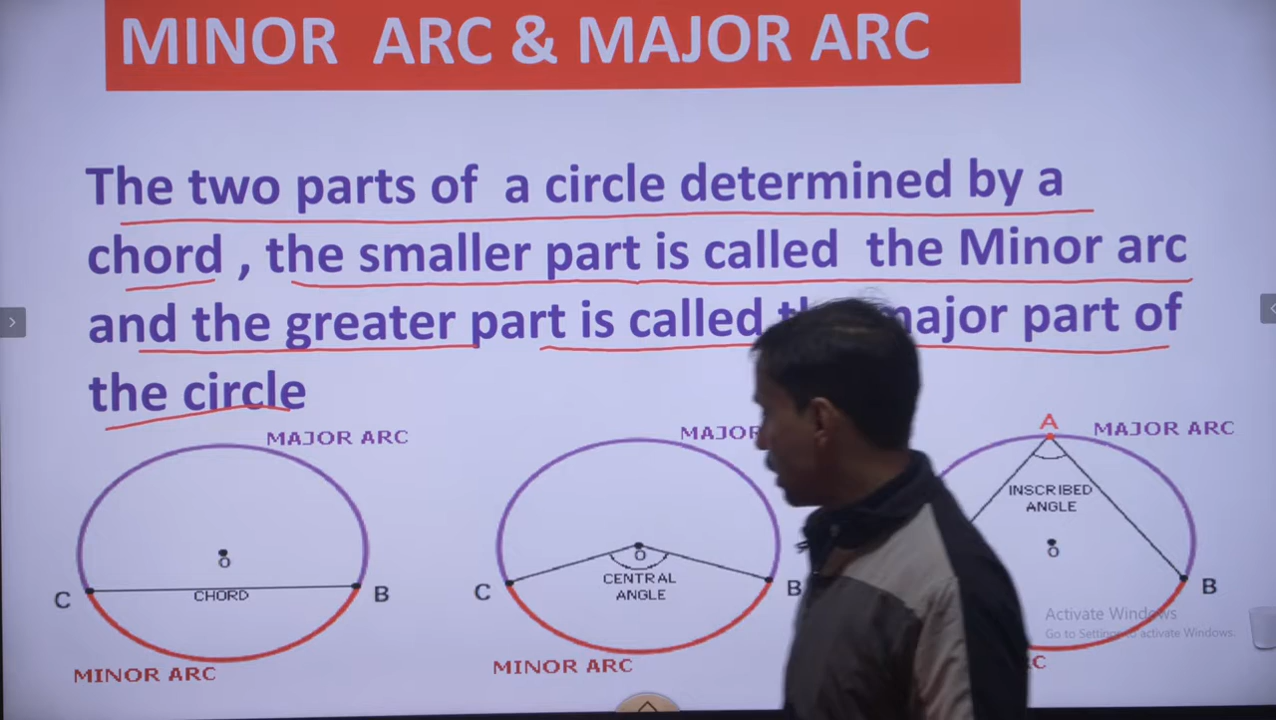 MINOR ARC & MAJOR ARC
The two parts of a circle determined by a
chord , the smaller part is called the Minor arc
and the greater part is called major part of
the circle
MAJOR ARC
O
CHORD
C
B
MINOR ARC
O
CENTRAL
ANGLE
C
B
MINOR ARC
A
MAJOR ARC
INSCRIBED
ANGLE
O
B
Activate Windows
Go to Settings to activate Windows.